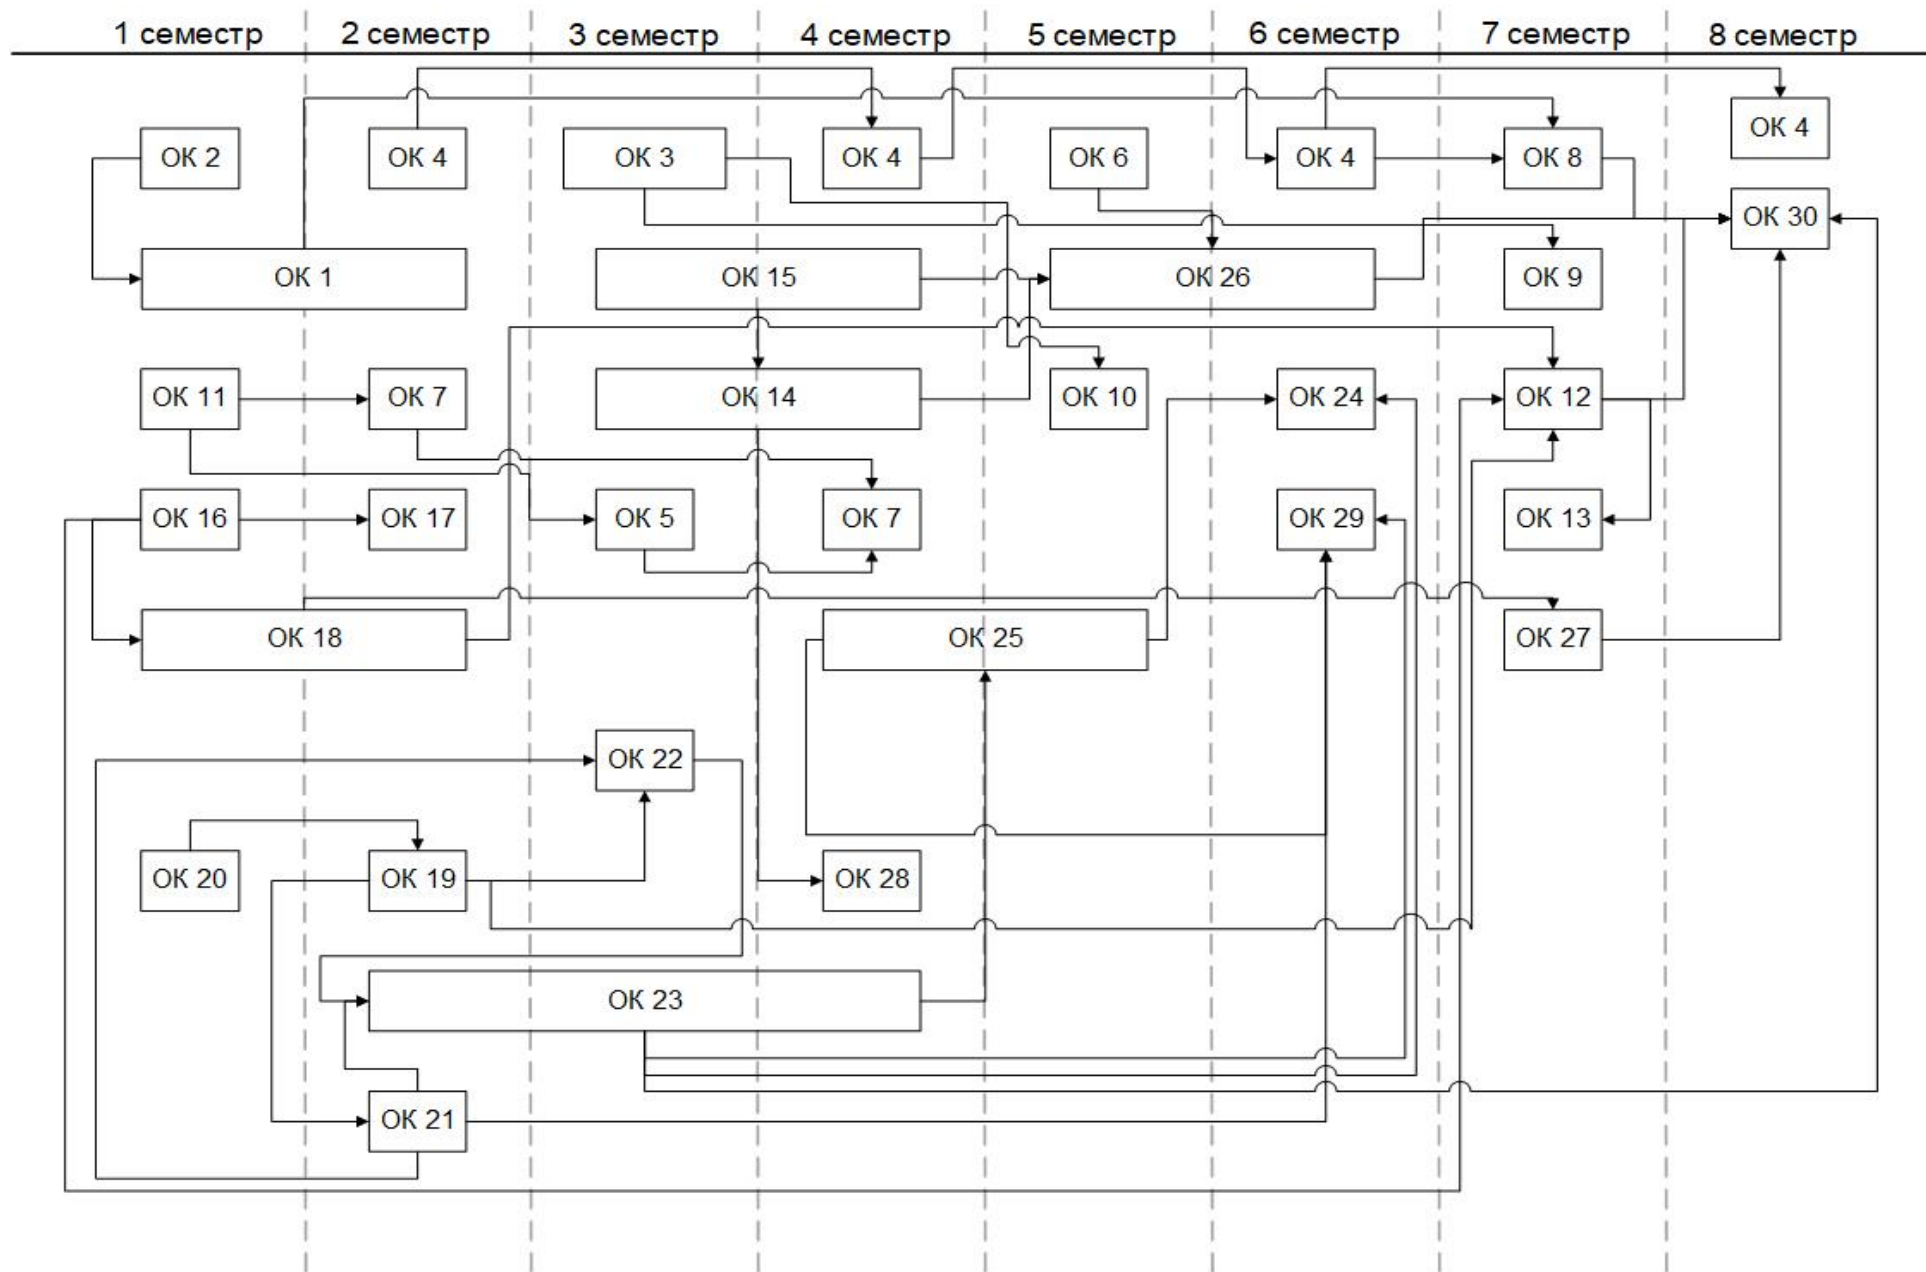 1 семестр 2 семестр 3 семестр 4 семестр 5 семестр 6 семестр 7 семестр 8 семестр
ОК 4
ОК 2 ОК 4 ОК 3 ОК 4 ОК 6 ОК 4 ОК 8
ОК 30
ОК 1 ОК 15 ОК 26 ОК 9
ОК 11 ОК 7 ОК 14 ОК 10 ОК 24 ОК 12
ОК 16 ОК 17 ОК 5 ОК 7 ОК 29 ОК 13
ОК 18 ОК 25 ОК 27
ОК 22
ОК 20 ОК 19 ОК 28
ОК 23
ОК 21